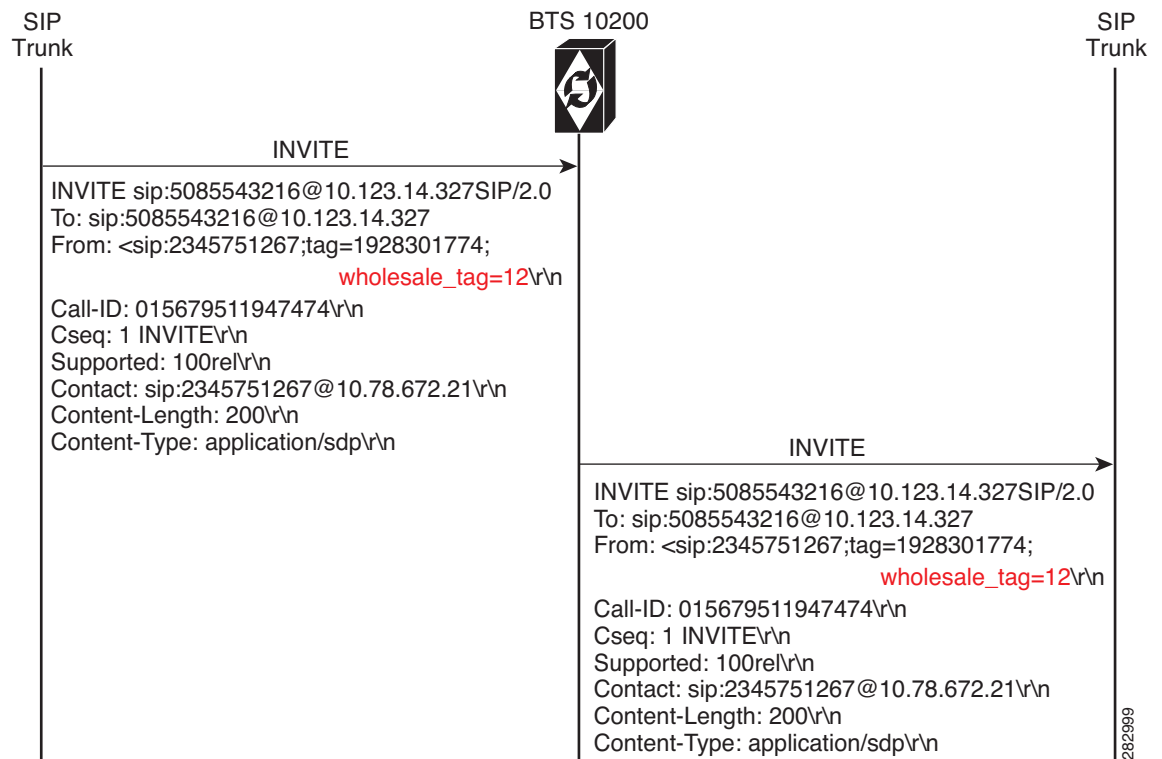 SIP
Trunk
BTS 10200
SIP
Trunk
INVITE
INVITE sip:5085543216@10.123.14.327SIP/2.0
To: sip:5085543216@10.123.14.327
From: <sip:2345751267;tag=1928301774;
wholesale_tag=12\r\n
Call-ID: 015679511947474\r\n
Cseq: 1 INVITE\r\n
Supported: 100rel\r\n
Contact: sip:2345751267@10.78.672.21\r\n
Content-Length: 200\r\n
Content-Type: application/sdp\r\n
INVITE
INVITE sip:5085543216@10.123.14.327SIP/2.0
To: sip:5085543216@10.123.14.327
From: <sip:2345751267;tag=1928301774;
wholesale_tag=12\r\n
Call-ID: 015679511947474\r\n
Cseq: 1 INVITE\r\n
Supported: 100rel\r\n
Contact: sip:2345751267@10.78.672.21\r\n
Content-Length: 200\r\n
Content-Type: application/sdp\r\n
282999